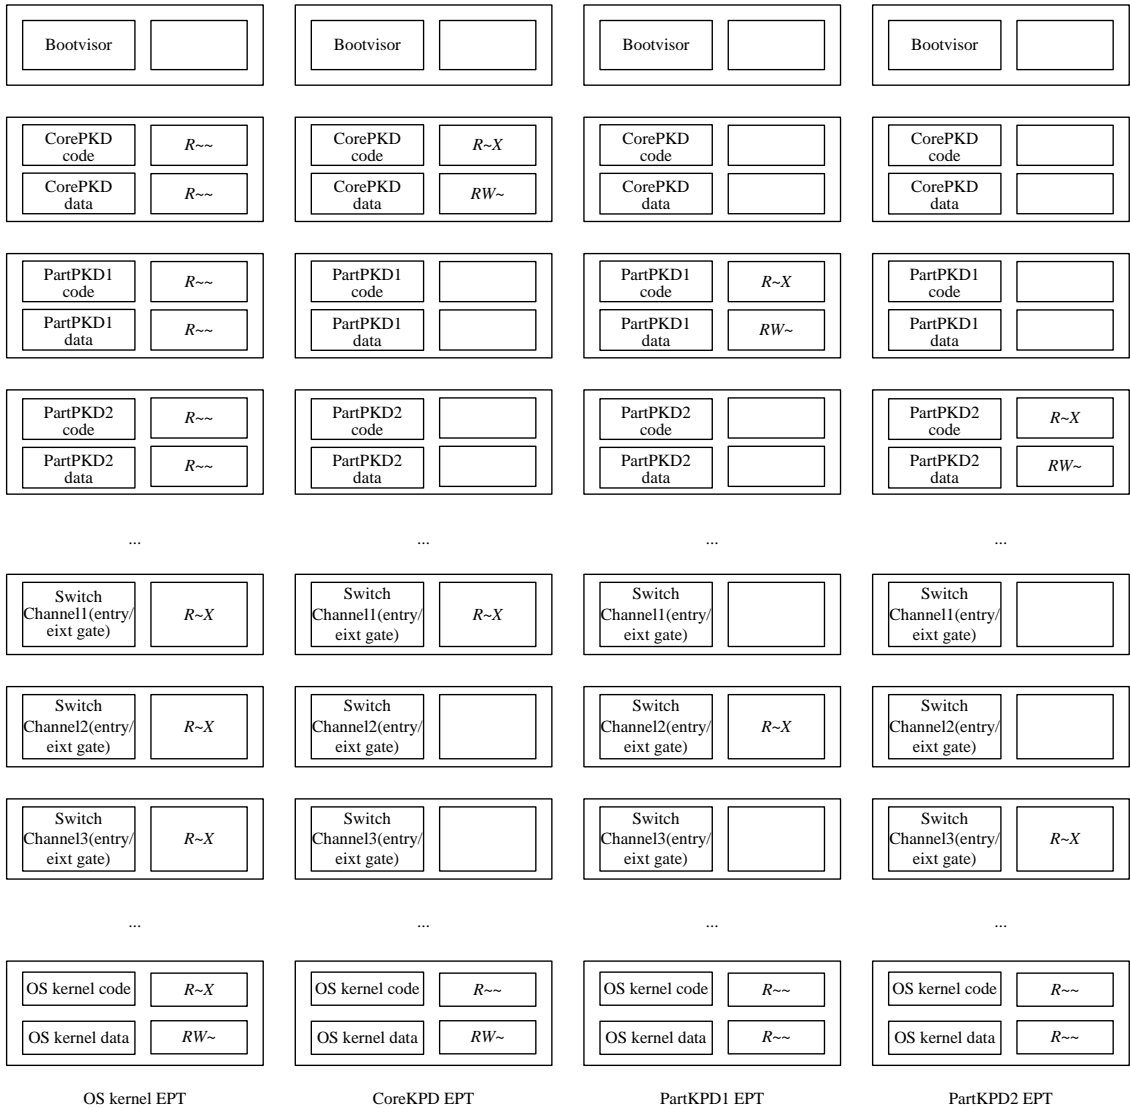 Bootvisor
Bootvisor
Bootvisor
Bootvisor
CorePKD
code
R~~
CorePKD
code
R~X
CorePKD
code
CorePKD
code
CorePKD
data
R~~
CorePKD
data
RW~
CorePKD
data
CorePKD
data
PartPKD1
code
R~~
PartPKD1
code
PartPKD1
code
R~X
PartPKD1
code
PartPKD1
data
R~~
PartPKD1
data
PartPKD1
data
RW~
PartPKD1
data
PartPKD2
code
R~~
PartPKD2
code
PartPKD2
code
PartPKD2
code
R~X
PartPKD2
data
R~~
PartPKD2
data
PartPKD2
data
PartPKD2
data
RW~
...
...
...
...
Switch
Channel1(entry/
eixt gate)
R~X
Switch
Channel1(entry/
eixt gate)
R~X
Switch
Channel1(entry/
eixt gate)
Switch
Channel1(entry/
eixt gate)
Switch
Channel2(entry/
eixt gate)
R~X
Switch
Channel2(entry/
eixt gate)
Switch
Channel2(entry/
eixt gate)
R~X
Switch
Channel2(entry/
eixt gate)
Switch
Channel3(entry/
eixt gate)
R~X
Switch
Channel3(entry/
eixt gate)
Switch
Channel3(entry/
eixt gate)
Switch
Channel3(entry/
eixt gate)
R~X
...
...
...
...
OS kernel code
R~X
OS kernel code
R~~
OS kernel code
R~~
OS kernel code
R~~
OS kernel data
RW~
OS kernel data
RW~
OS kernel data
R~~
OS kernel data
R~~
OS kernel EPT
CoreKPD EPT
PartKPD1 EPT
PartKPD2 EPT